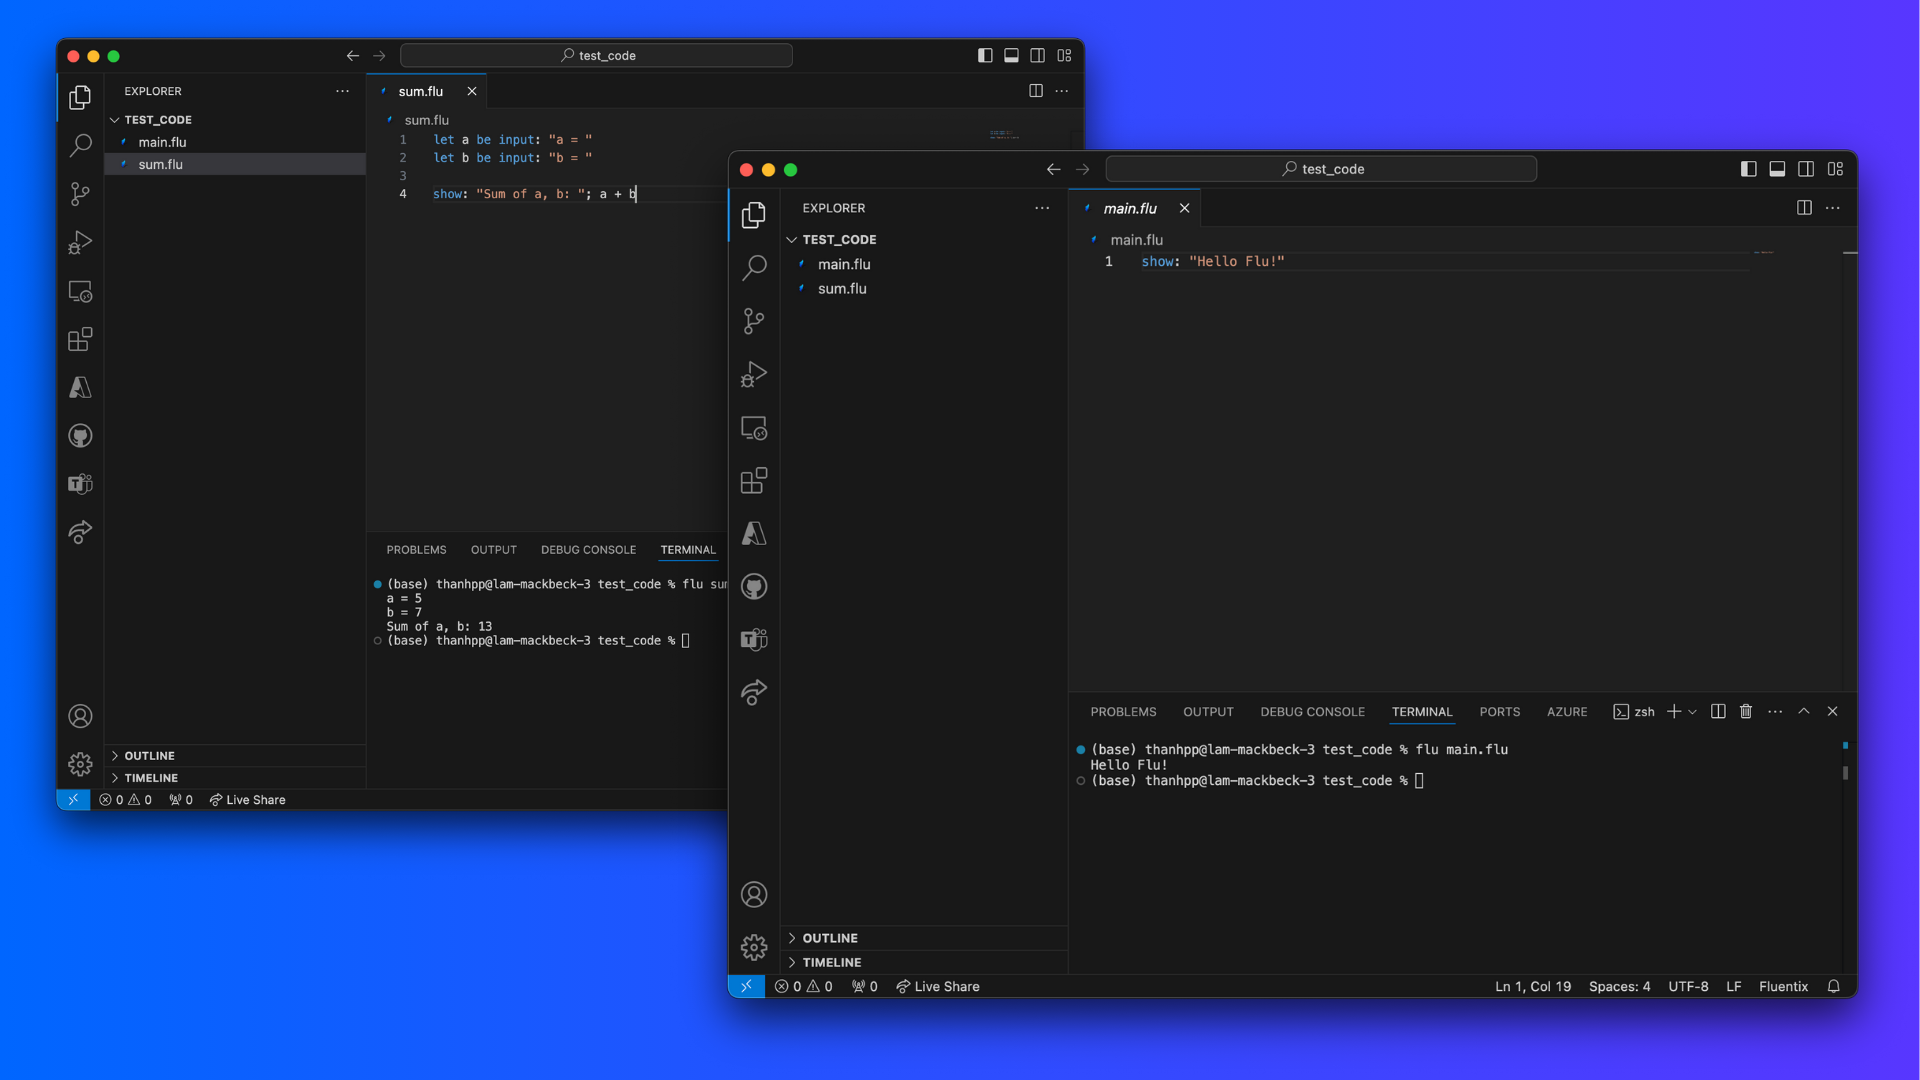 test_code
EXPLORER
TEST_CODE
main.flu
sum.flu
sum.flu
sum.flu
1 let a be input: "a = "
2 let b be input: "b = "
3
4 show: "Sum of a, b: "; a + b
PROBLEMS OUTPUT DEBUG CONSOLE TERMINAL
(base) thanhpp@lam-mackbeck-3 test_code % flu sum
a = 5
b = 7
Sum of a, b: 13
(base) thanhpp@lam-mackbeck-3 test_code %
OUTLINE
TIMELINE
0 0 0 Live Share
test_code
EXPLORER
TEST_CODE
main.flu
sum.flu
main.flu
main.flu
1 show: "Hello Flu!"
PROBLEMS OUTPUT DEBUG CONSOLE TERMINAL PORTS AZURE zsh
(base) thanhpp@lam-mackbeck-3 test_code % flu main.flu
Hello Flu!
(base) thanhpp@lam-mackbeck-3 test_code %
OUTLINE
TIMELINE
0 0 0 Live Share Ln 1, Col 19 Spaces: 4 UTF-8 LF Fluentix